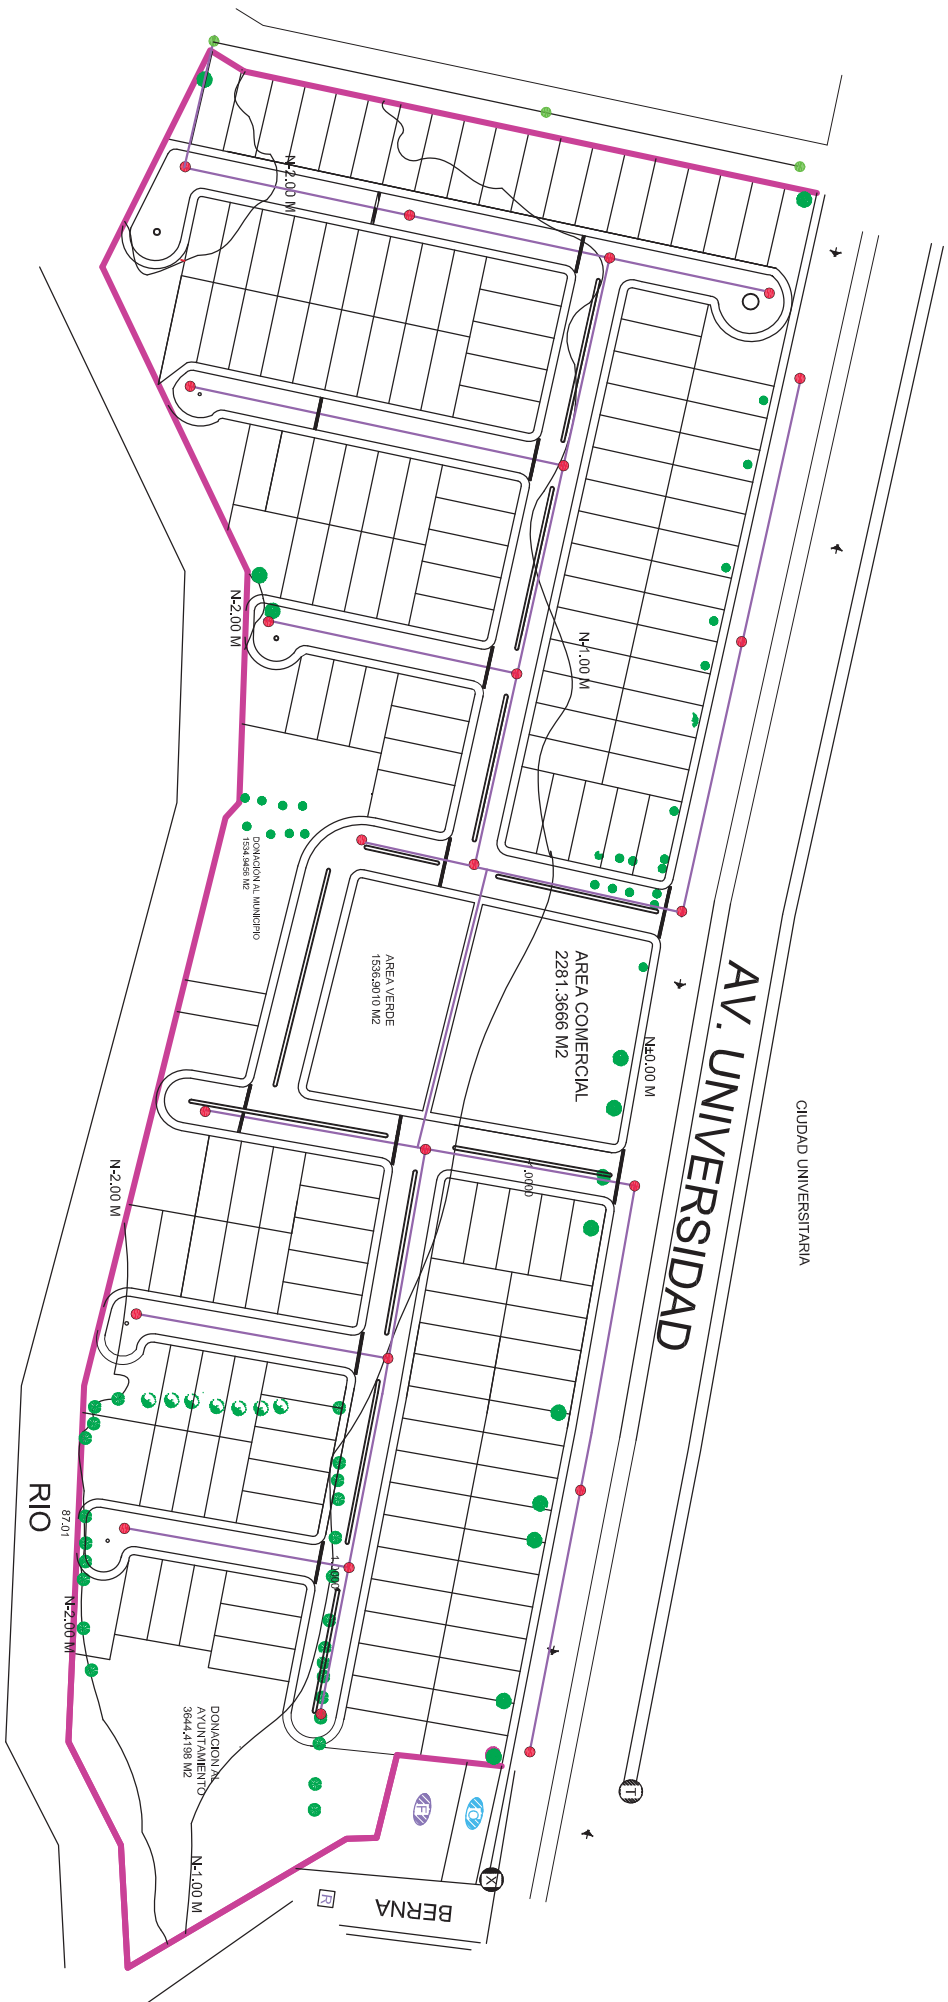 N-2.00 M
N-2.00 M
N-1.00 M
DONACIÓN AL MUNICIPIO
1534.9456 M2
AREA VERDE
1536.9010 M2
AREA COMERCIAL
2281.3666 M2
N±0.00 M
AV. UNIVERSIDAD
CIUDAD UNIVERSITARIA
N-2.00 M
RIO
87.01
N-2.00 M
DONACION AL
AYUNTAMIENTO
3644.4198 M2
N-1.00 M
BERNA
R
F
C
X
T